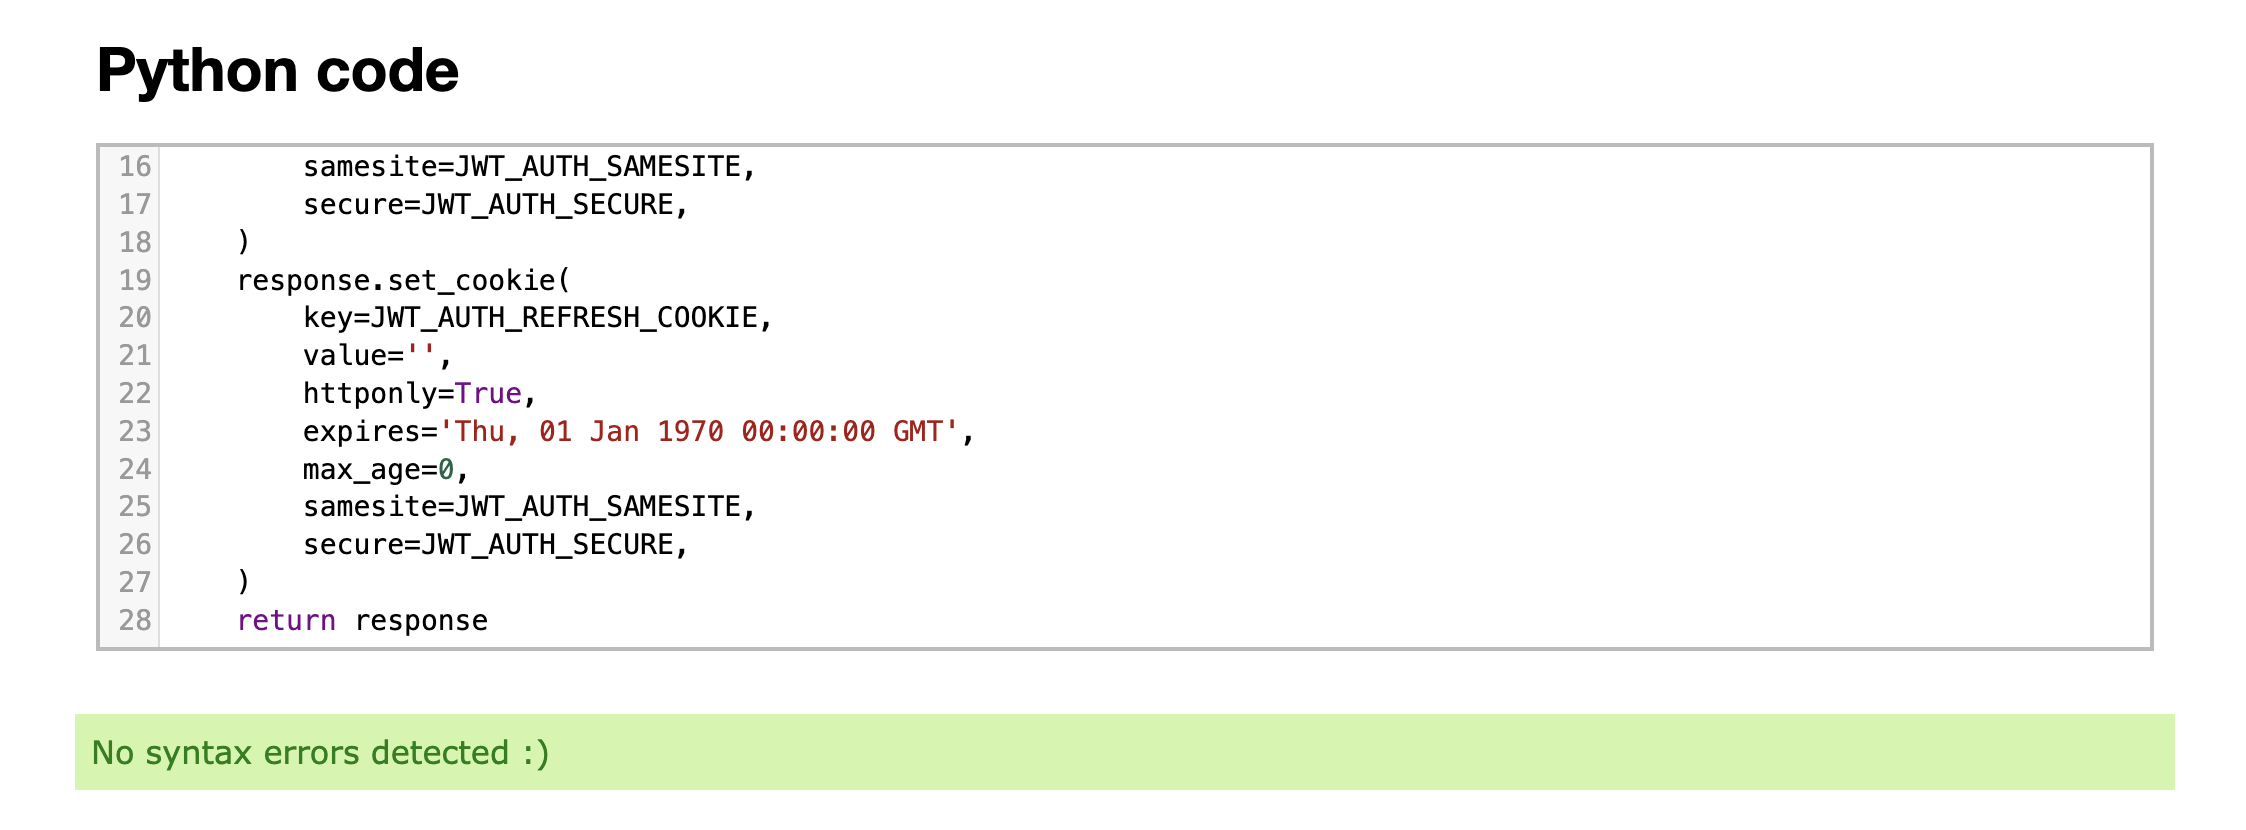 Python code
16 samesite=JWT_AUTH_SAMESITE,
17 secure=JWT_AUTH_SECURE,
18 )
19 response.set_cookie(
20 key=JWT_AUTH_REFRESH_COOKIE,
21 value='',
22 httponly=True,
23 expires='Thu, 01 Jan 1970 00:00:00 GMT',
24 max_age=0,
25 samesite=JWT_AUTH_SAMESITE,
26 secure=JWT_AUTH_SECURE,
27 )
28 return response
No syntax errors detected :)